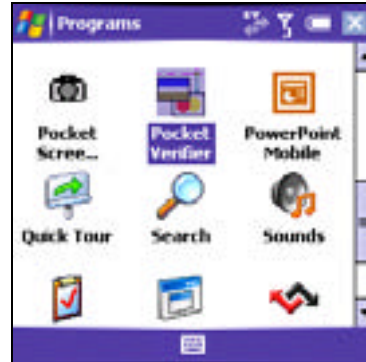 Programs
Pocket Scree...
Pocket Verifier
PowerPoint Mobile
Quick Tour
Search
Sounds